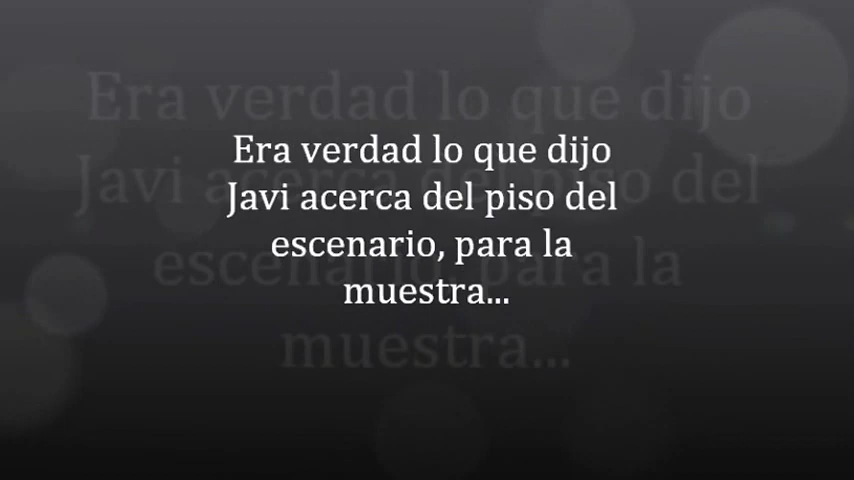 Era verdad lo que dijo
Javi acerca del piso del
escenario, para la
muestra...